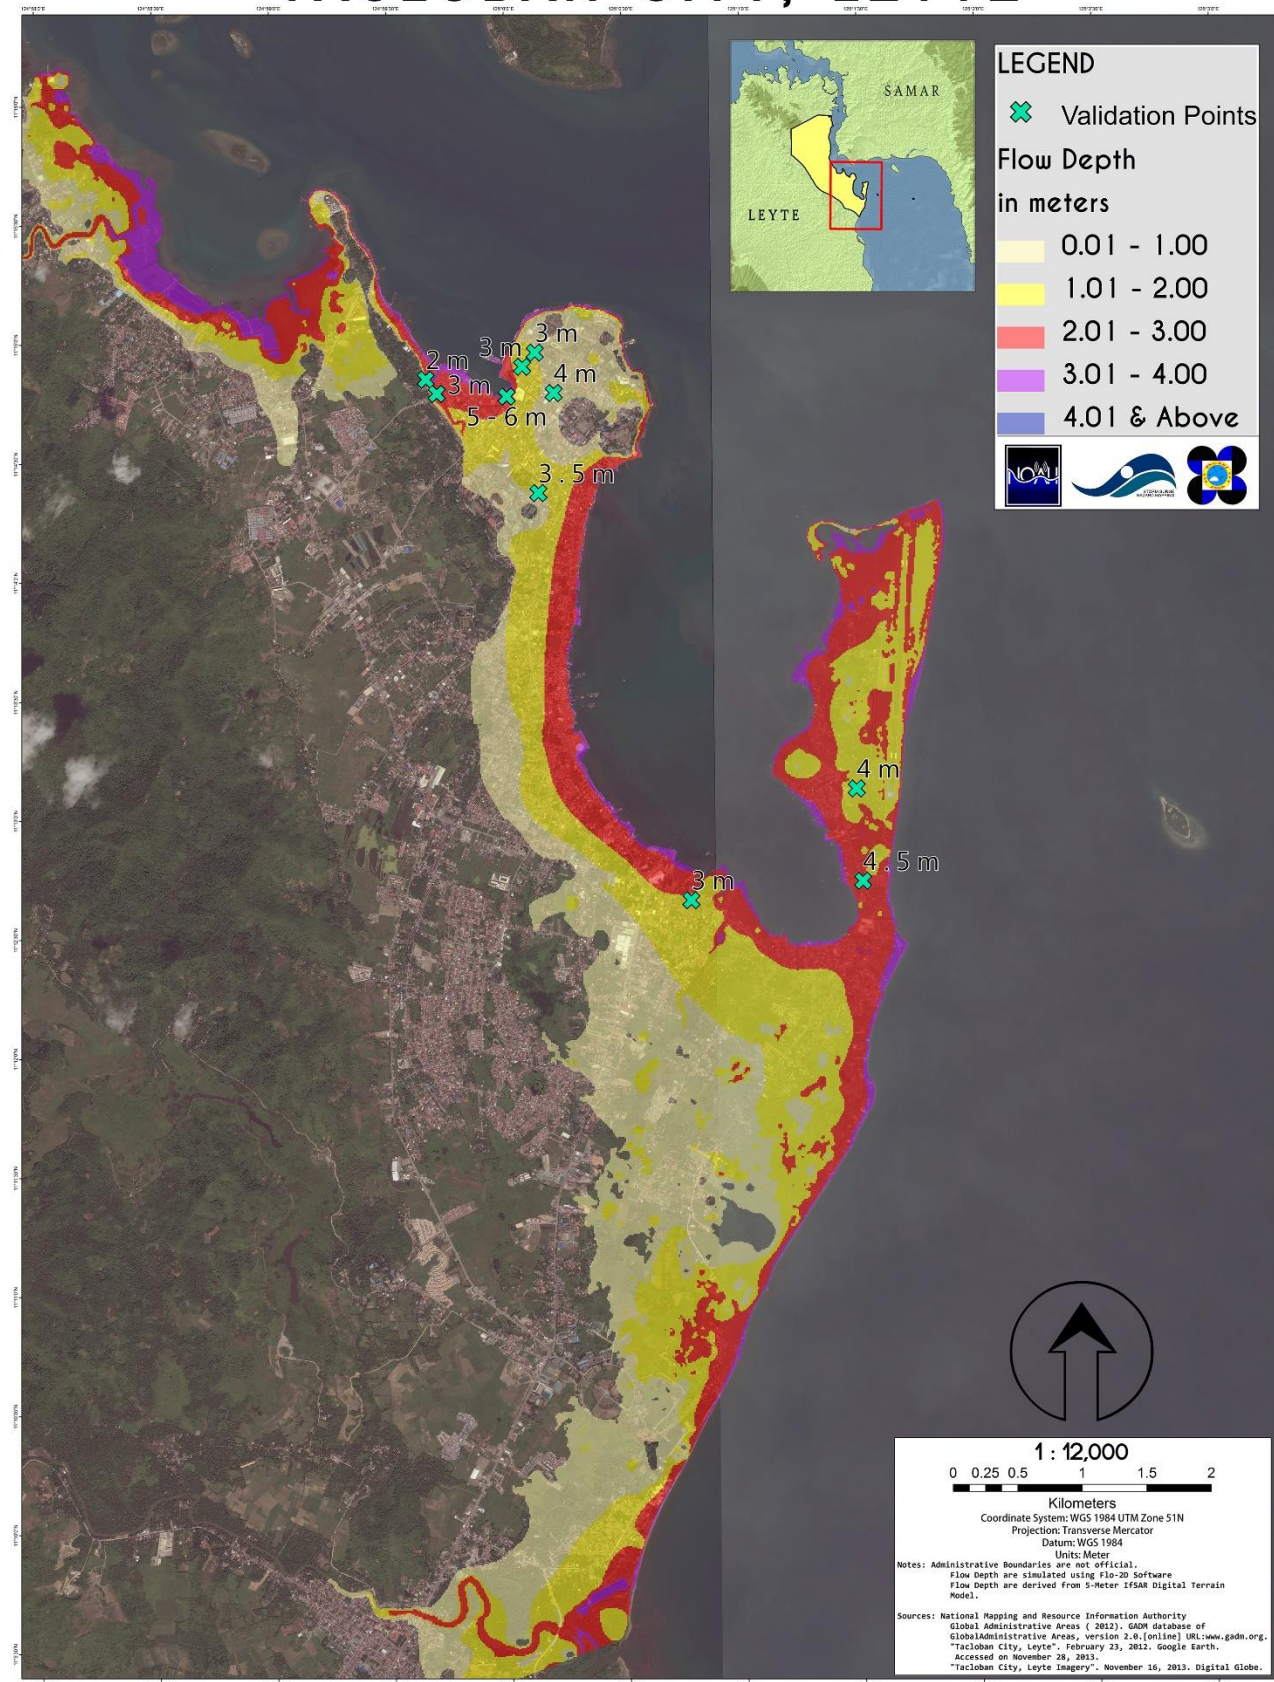 LEGEND
Validation Points
Flow Depth
in meters
0.01 - 1.00
1.01 - 2.00
2.01 - 3.00
3.01 - 4.00
4.01 & Above
NOAH
SAMAR
LEYTE
3 m
3 m
2 m
3 m
4 m
5 - 6 m
3 . 5 m
4 m
4 . 5 m
3 m
1 : 12,000
0 0.25 0.5 1 1.5 2
Kilometers
Coordinate System: WGS 1984 UTM Zone 51N
Projection: Transverse Mercator
Datum: WGS 1984
Units: Meter
Notes: Administrative Boundaries are not official.
Flow Depth are simulated using Flo-2D Software
Flow Depth are derived from 5-Meter IfSAR Digital Terrain
Model.
Sources: National Mapping and Resource Information Authority
Global Administrative Areas ( 2012). GADM database of
GlobalAdministrative Areas, version 2.0.[online] URL:www.gadm.org.
"Tacloban City, Leyte". February 23, 2012. Google Earth.
Accessed on November 28, 2013.
"Tacloban City, Leyte Imagery". November 16, 2013. Digital Globe.